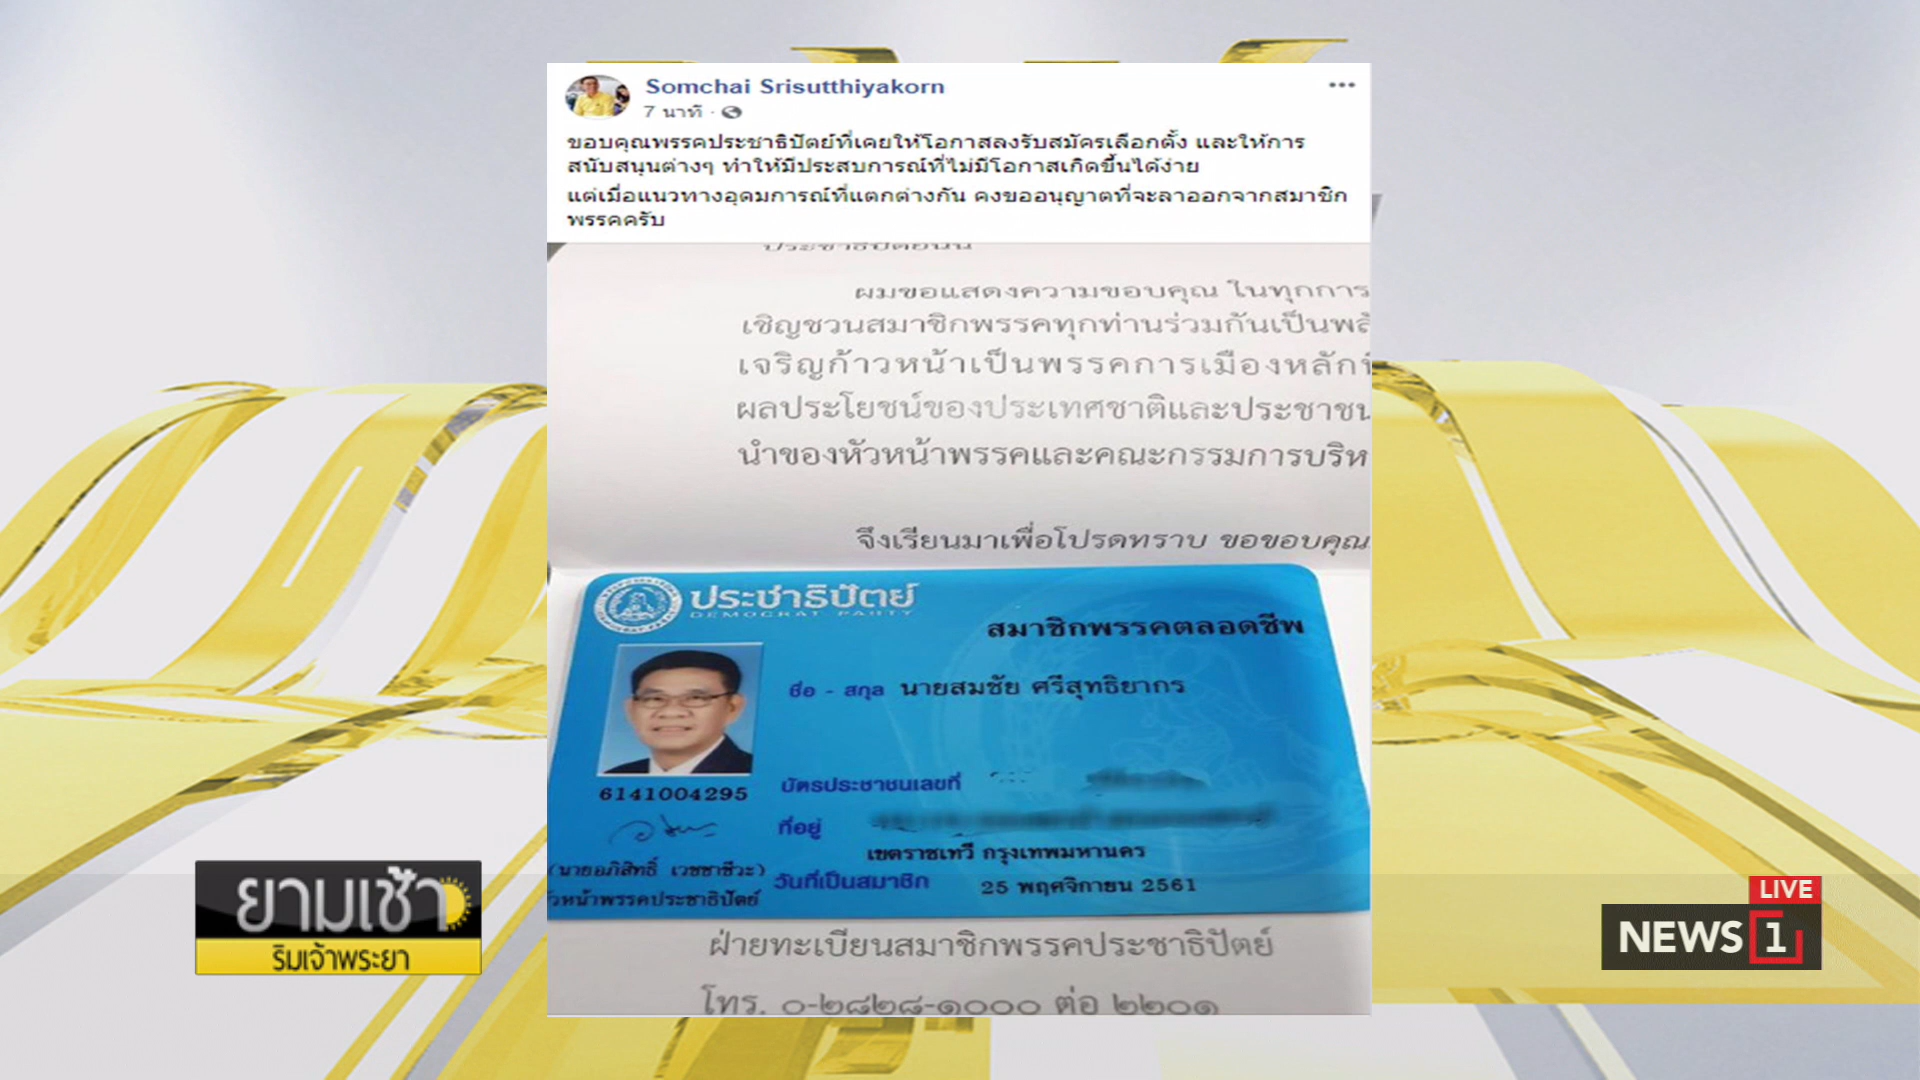 Somchai Srisutthiyakorn
7 นาที ·
ขอบคุณพรรคประชาธิปัตย์ที่เคยให้โอกาสลงรับสมัครเลือกตั้ง และให้การ
สนับสนุนต่างๆ ทำให้มีประสบการณ์ที่ไม่มีโอกาสเกิดขึ้นได้ง่าย
แต่เมื่อแนวทางอุดมการณ์ที่แตกต่างกัน คงขออนุญาตที่จะลาออกจากสมาชิก
พรรคครับ
ผมขอแสดงความขอบคุณ ในทุกการ
เชิญชวนสมาชิกพรรคทุกท่านร่วมกันเป็นพลั
เจริญก้าวหน้าเป็นพรรคการเมืองหลัก
ผลประโยชน์ของประเทศชาติและประชาชน
นำของหัวหน้าพรรคและคณะกรรมการบริห
จึงเรียนมาเพื่อโปรดทราบ ขอขอบคุณ
ประชาธิปัตย์
DEMOCRAT PARTY
สมาชิกพรรคตลอดชีพ
ชื่อ - สกุล นายสมชัย ศรีสุทธิยากร
บัตรประชาชนเลขที่
6141004295
ที่อยู่
เขตราชเทวี กรุงเทพมหานคร
(นายอภิสิทธิ์ เวชชาชีวะ)
วันที่เป็นสมาชิก 25 พฤศจิกายน 2561
วหน้าพรรคประชาธิปัตย์
ฝ่ายทะเบียนสมาชิกพรรคประชาธิปัตย์
โทร. ๐-๒๘๒๘-๑๐๐๐ ต่อ ๒๒๐๑
ยามเช้า
ริมเจ้าพระยา
LIVE
NEWS 1